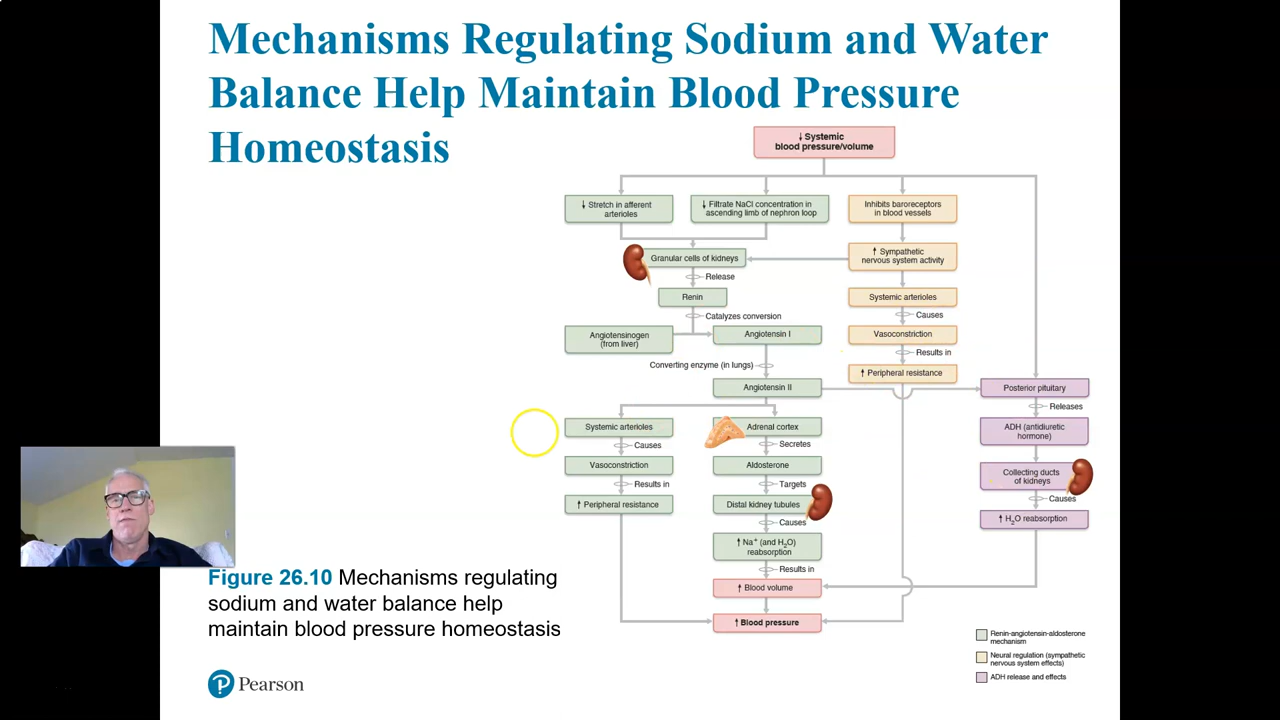 Mechanisms Regulating Sodium and Water
Balance Help Maintain Blood Pressure
Homeostasis
↓ Systemic
blood pressure/volume
↓ Stretch in afferent
arterioles
↓ Filtrate NaCl concentration in
ascending limb of nephron loop
Inhibits baroreceptors
in blood vessels
Granular cells of kidneys
↑ Sympathetic
nervous system activity
Release
Renin
Systemic arterioles
Catalyzes conversion
Causes
Angiotensinogen
(from liver)
Angiotensin I
Vasoconstriction
Converting enzyme (in lungs)
Results in
↑ Peripheral resistance
Angiotensin II
Posterior pituitary
Releases
Systemic arterioles
Adrenal cortex
ADH (antidiuretic
hormone)
Causes
Secretes
Vasoconstriction
Aldosterone
Collecting ducts
of kidneys
Results in
Targets
Causes
↑ Peripheral resistance
Distal kidney tubules
↑ H₂O reabsorption
Causes
↑ Na⁺ (and H₂O)
reabsorption
Results in
↑ Blood volume
↑ Blood pressure
Figure 26.10 Mechanisms regulating
sodium and water balance help
maintain blood pressure homeostasis
Renin-angiotensin-aldosterone
mechanism
Neural regulation (sympathetic
nervous system effects)
ADH release and effects
P Pearson